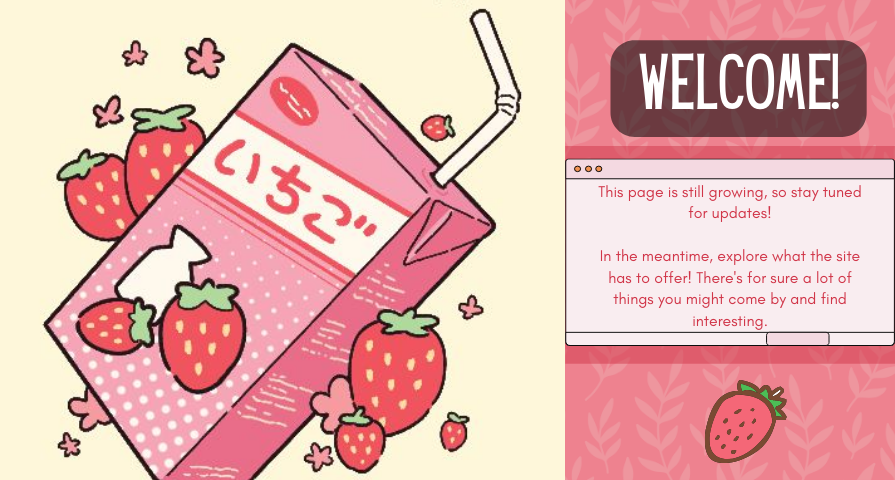 いちご
WELCOME!
This page is still growing, so stay tuned
for updates!
In the meantime, explore what the site
has to offer! There's for sure a lot of
things you might come by and find
interesting.